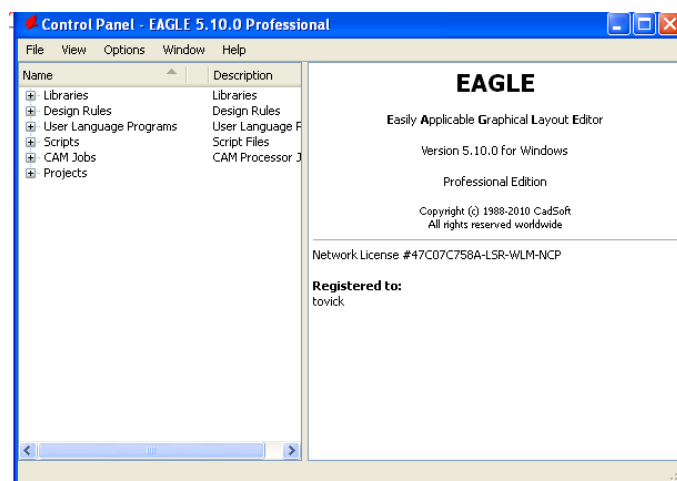 Control Panel - EAGLE 5.10.0 Professional
File View Options Window Help
Name Description
Libraries Libraries
Design Rules Design Rules
User Language Programs User Language P
Scripts Script Files
CAM Jobs CAM Processor J
Projects
EAGLE
Easily Applicable Graphical Layout Editor
Version 5.10.0 for Windows
Professional Edition
Copyright (c) 1988-2010 CadSoft
All rights reserved worldwide
Network License #47C07C758A-LSR-WLM-NCP
Registered to:
tovick